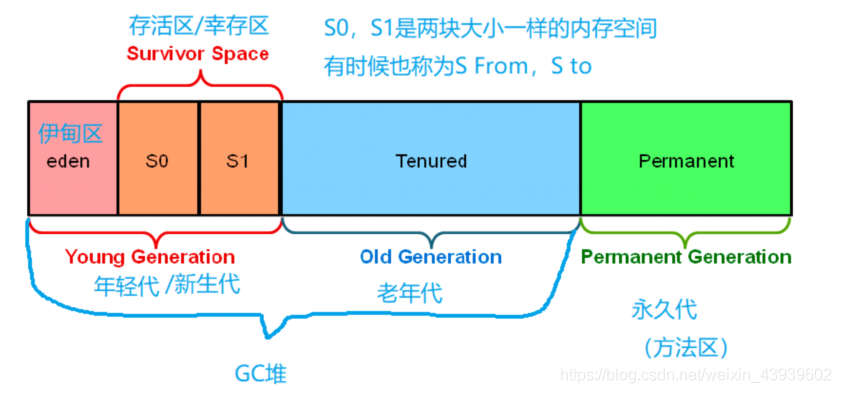 存活区/幸存区
Survivor Space
S0，S1是两块大小一样的内存空间
有时候也称为S From，S to
伊甸区
eden
S0
S1
Tenured
Permanent
Young Generation
Old Generation
Permanent Generation
年轻代 /新生代
老年代
永久代
（方法区）
GC堆
https://blog.csdn.net/weixin_43939602